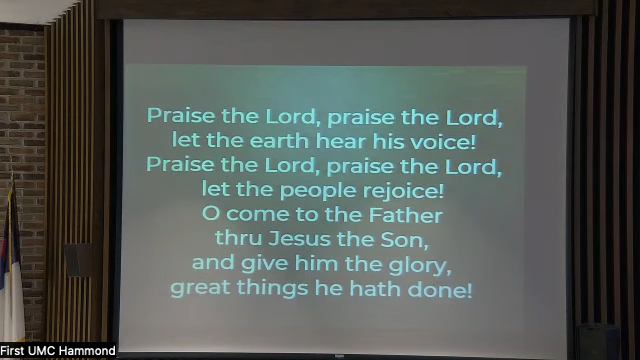 Praise the Lord, praise the Lord,
let the earth hear his voice!
Praise the Lord, praise the Lord,
let the people rejoice!
O come to the Father
thru Jesus the Son,
and give him the glory,
great things he hath done!
First UMC Hammond